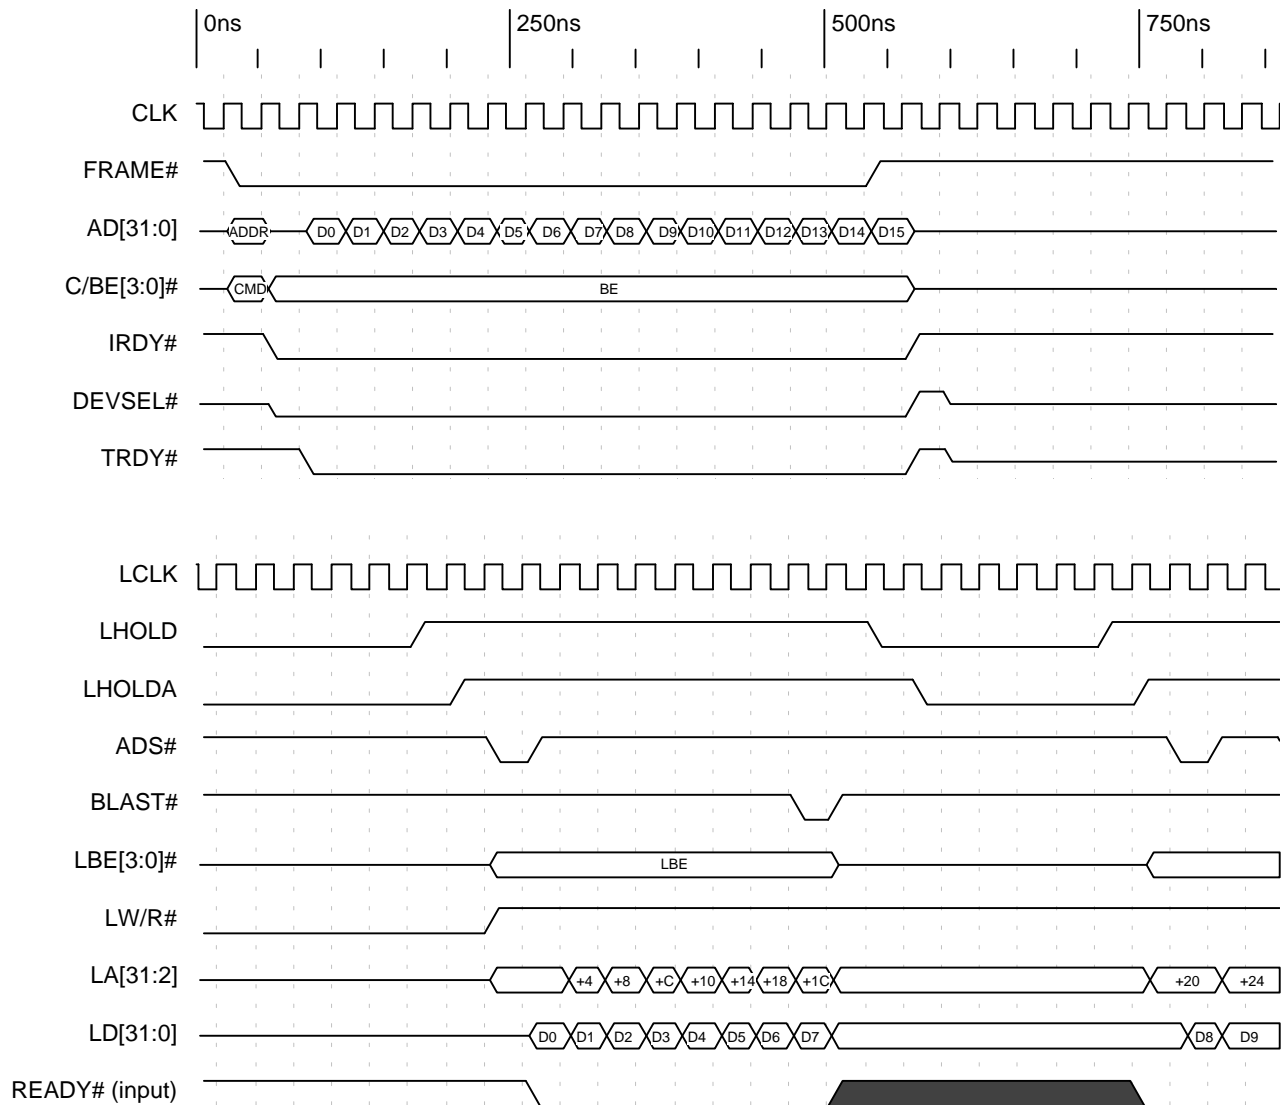 0ns 250ns 500ns 750ns
CLK
FRAME#
AD[31:0] ADDR D0 D1 D2 D3 D4 D5 D6 D7 D8 D9 D10 D11 D12 D13 D14 D15
C/BE[3:0]# CMD BE
IRDY#
DEVSEL#
TRDY#
LCLK
LHOLD
LHOLDA
ADS#
BLAST#
LBE[3:0]# LBE
LW/R#
LA[31:2] +4 +8 +C +10 +14 +18 +1C +20 +24
LD[31:0] D0 D1 D2 D3 D4 D5 D6 D7 D8 D9
READY# (input)